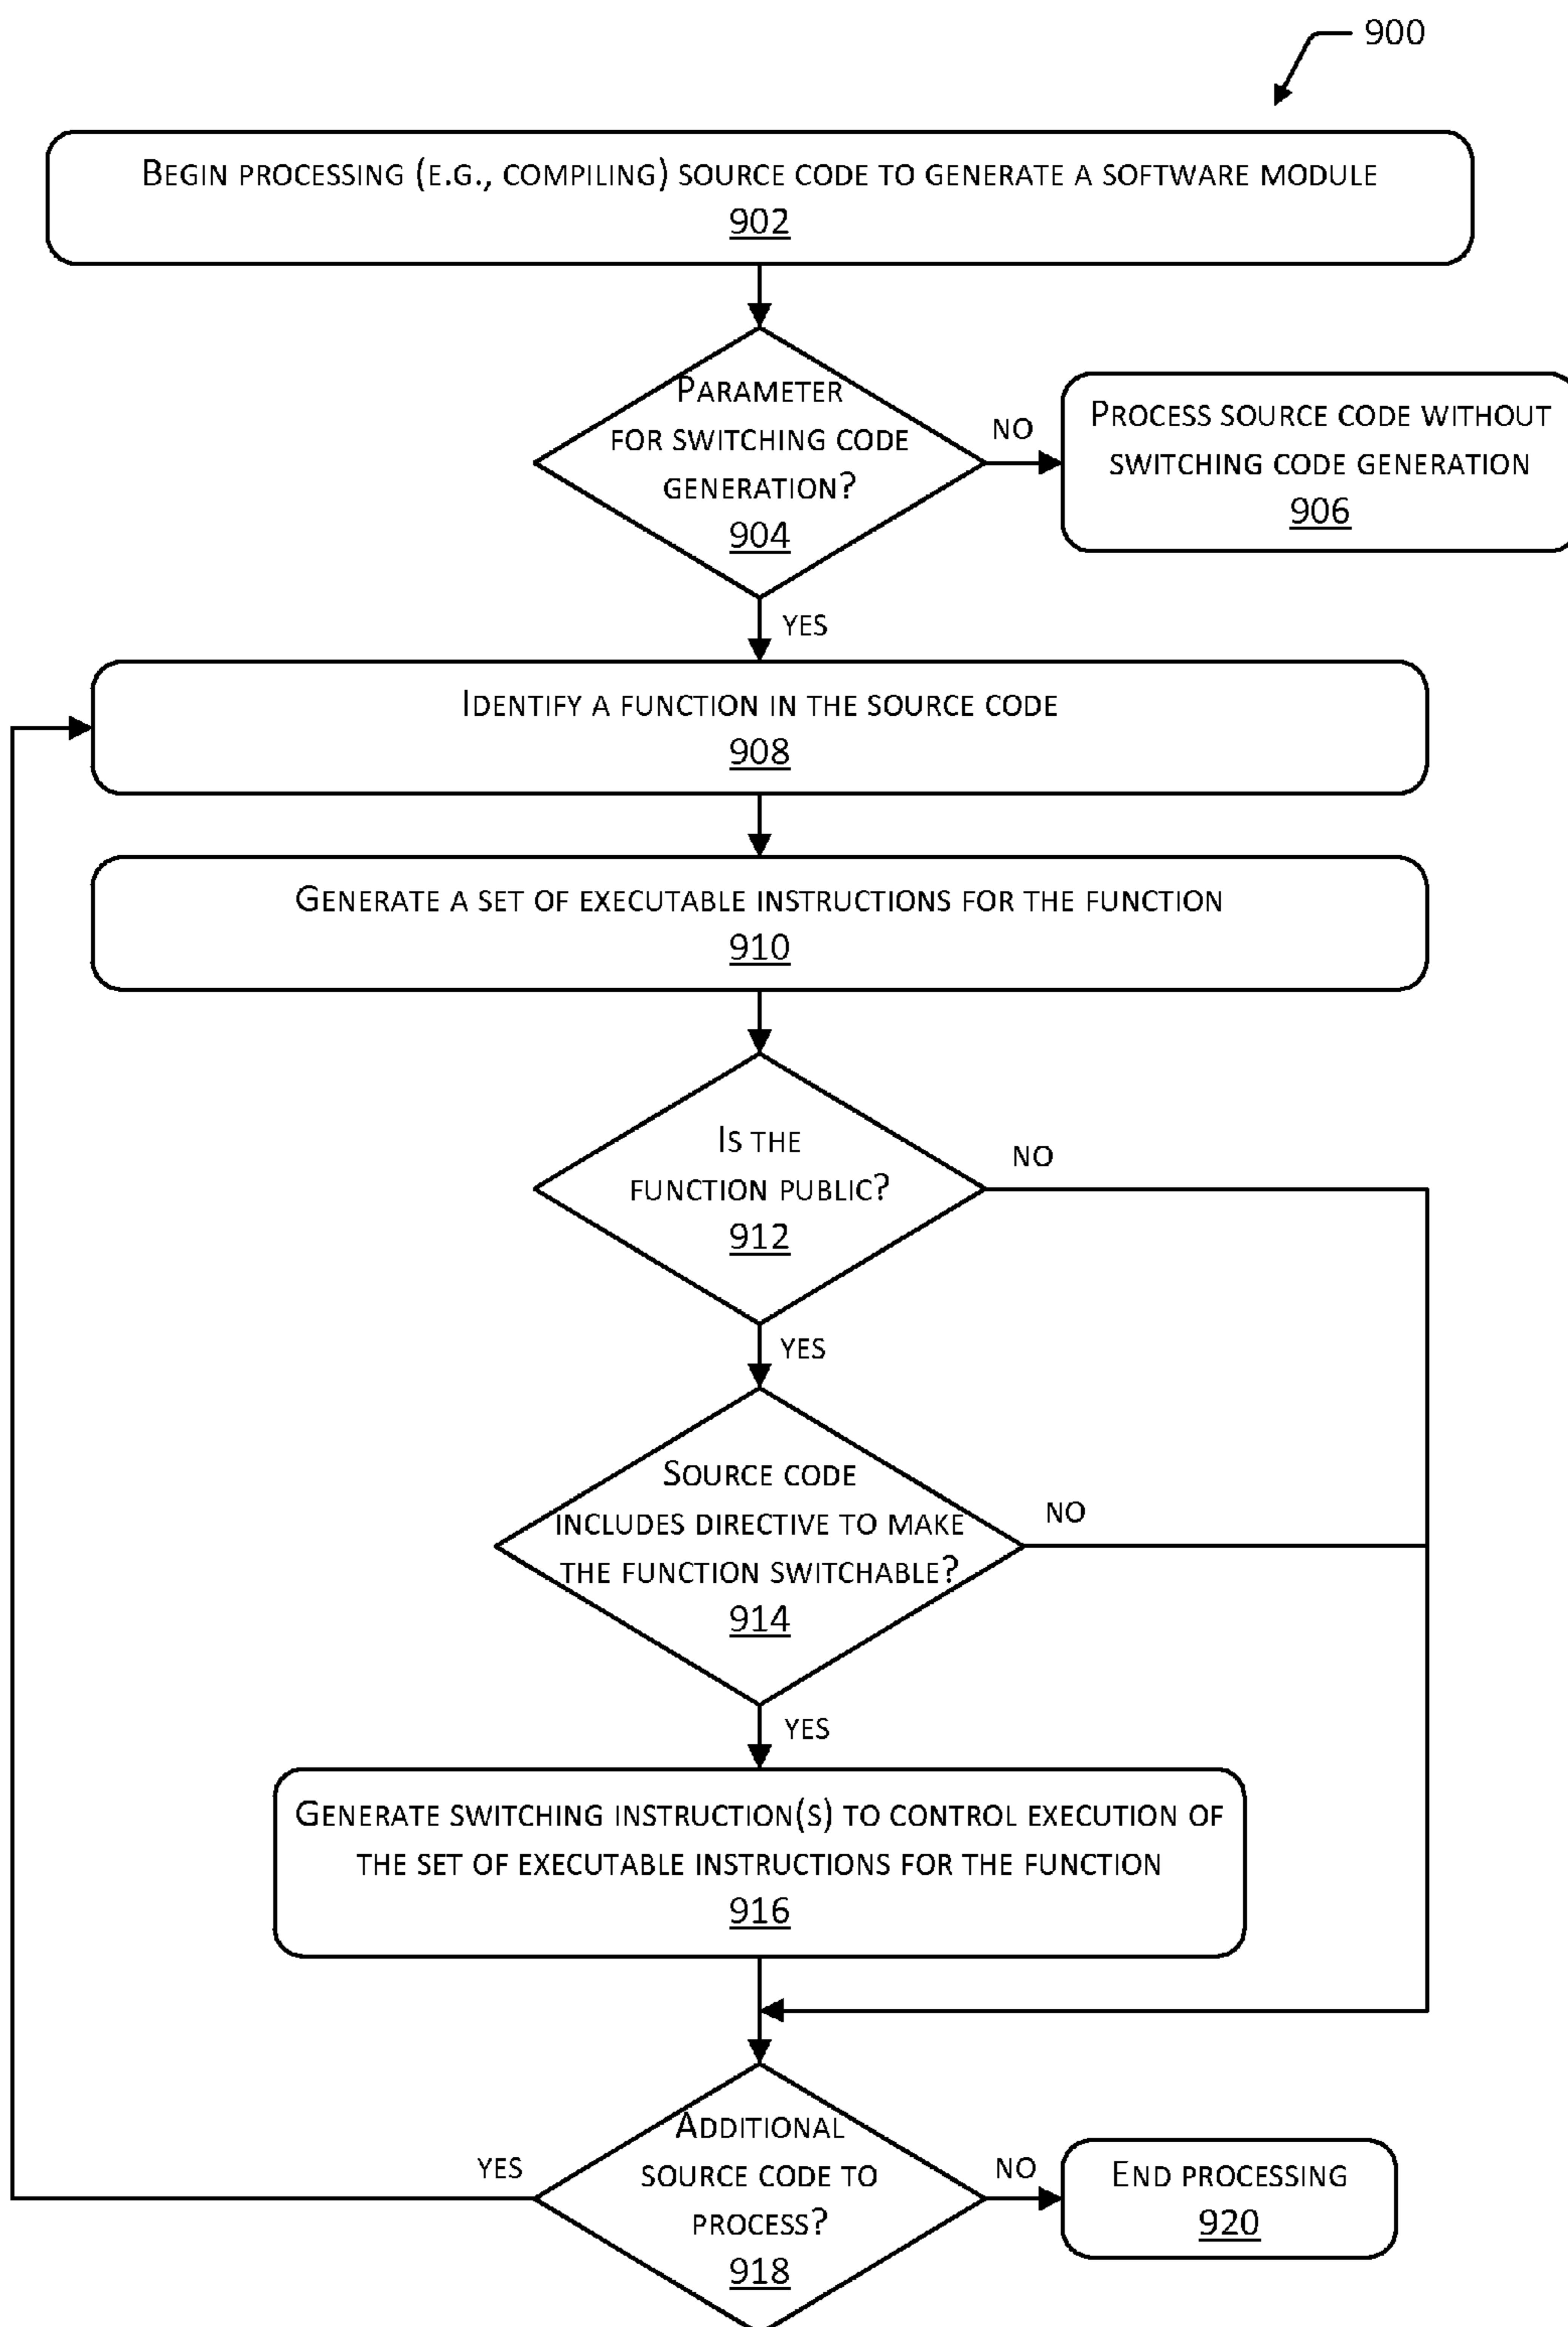 900
Begin processing (e.g., compiling) source code to generate a software module
902
Parameter
for switching code
generation?
904
no
Process source code without
switching code generation
906
yes
Identify a function in the source code
908
Generate a set of executable instructions for the function
910
Is the
function public?
912
no
yes
Source code
includes directive to make
the function switchable?
914
no
yes
Generate switching instruction(s) to control execution of
the set of executable instructions for the function
916
yes
Additional
source code to
process?
918
no
End processing
920